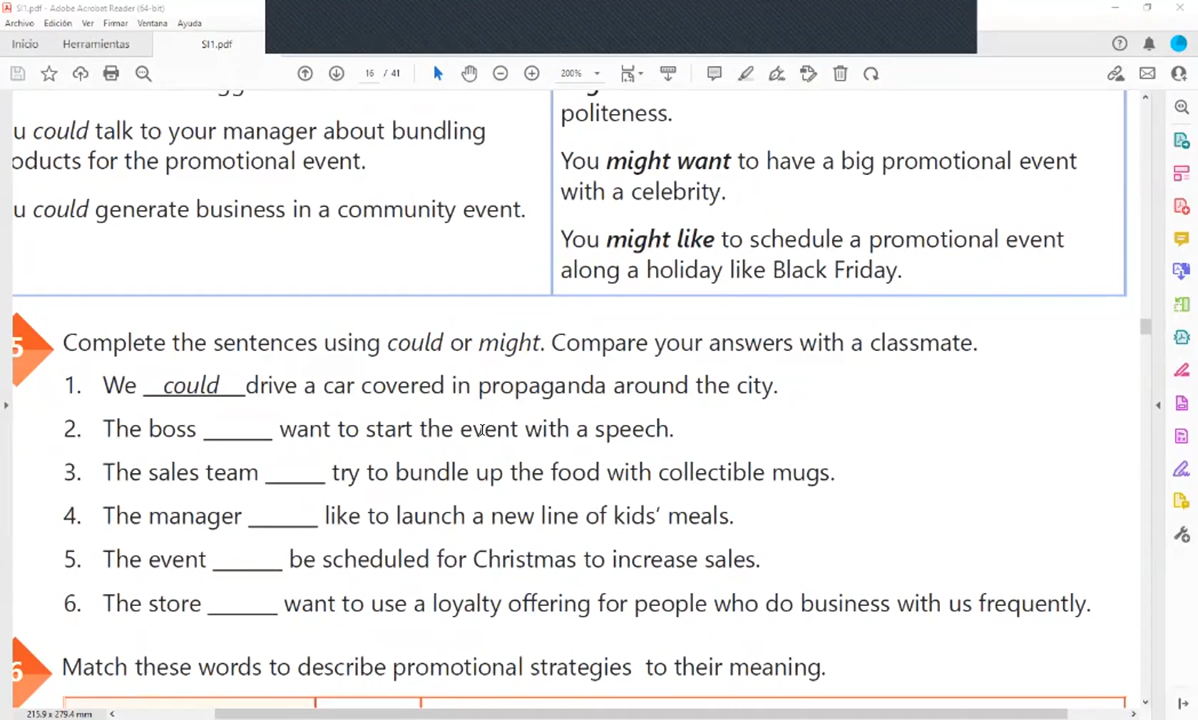 SI1.pdf - Adobe Acrobat Reader (64-bit)
Archivo Edición Ver Firmar Ventana Ayuda
Inicio Herramientas SI1.pdf
16 / 41 200%
politeness.
u could talk to your manager about bundling
oducts for the promotional event.
u could generate business in a community event.
You might want to have a big promotional event
with a celebrity.
You might like to schedule a promotional event
along a holiday like Black Friday.
5 Complete the sentences using could or might. Compare your answers with a classmate.
1. We __could__drive a car covered in propaganda around the city.
2. The boss ______ want to start the event with a speech.
3. The sales team _____ try to bundle up the food with collectible mugs.
4. The manager ______ like to launch a new line of kids' meals.
5. The event ______ be scheduled for Christmas to increase sales.
6. The store ______ want to use a loyalty offering for people who do business with us frequently.
6 Match these words to describe promotional strategies to their meaning.
215.9 x 279.4 mm